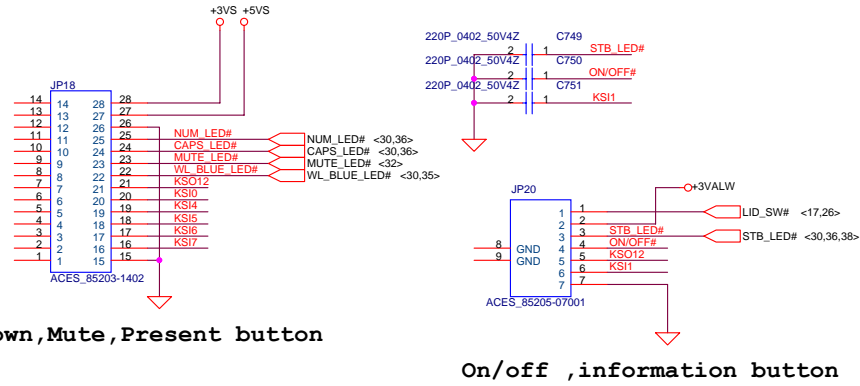 +3VS +5VS
JP18
14 14 28 28
13 13 27 27
12 12 26 26
11 11 25 25 NUM_LED# NUM_LED# <30,36>
10 10 24 24 CAPS_LED# CAPS_LED# <30,36>
9 9 23 23 MUTE_LED# MUTE_LED# <32>
8 8 22 22 WL_BLUE_LED# WL_BLUE_LED# <30,35>
7 7 21 21 KSO12
6 6 20 20 KSI0
5 5 19 19 KSI4
4 4 18 18 KSI5
3 3 17 17 KSI6
2 2 16 16 KSI7
1 1 15 15
ACES_85203-1402
own,Mute,Present button
220P_0402_50V4Z C749
2 1 STB_LED#
220P_0402_50V4Z C750
2 1 ON/OFF#
220P_0402_50V4Z C751
2 1 KSI1
JP20
+3VALW
1 1 LID_SW# <17,26>
2 2
3 3 STB_LED# STB_LED# <30,36,38>
8 GND 4 4 ON/OFF#
9 GND 5 5 KSO12
6 6 KSI1
7 7
ACES_85205-07001
On/off ,information button